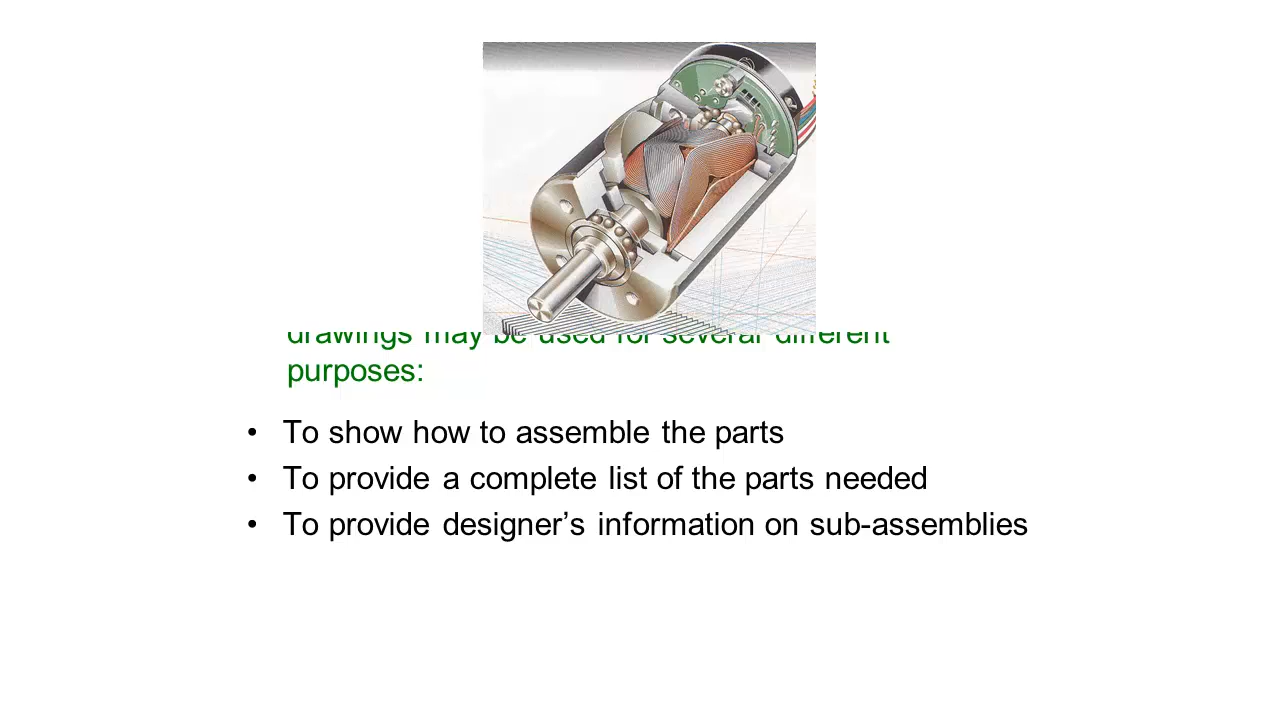 drawings may be used for several different
purposes:
• To show how to assemble the parts
• To provide a complete list of the parts needed
• To provide designer’s information on sub-assemblies